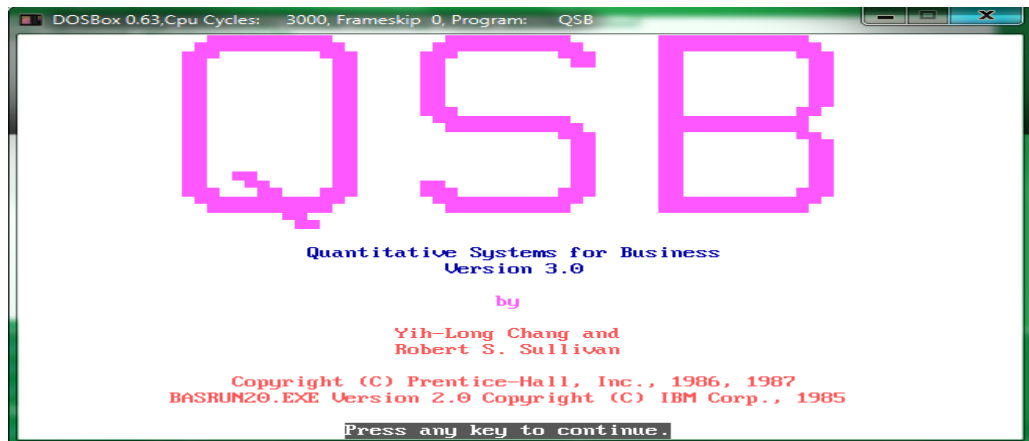 DOSBox 0.63,Cpu Cycles: 3000, Frameskip 0, Program: QSB
QSB
Quantitative Systems for Business
Version 3.0
by
Yih-Long Chang and
Robert S. Sullivan
Copyright (C) Prentice-Hall, Inc., 1986, 1987
BASRUN20.EXE Version 2.0 Copyright (C) IBM Corp., 1985
Press any key to continue.